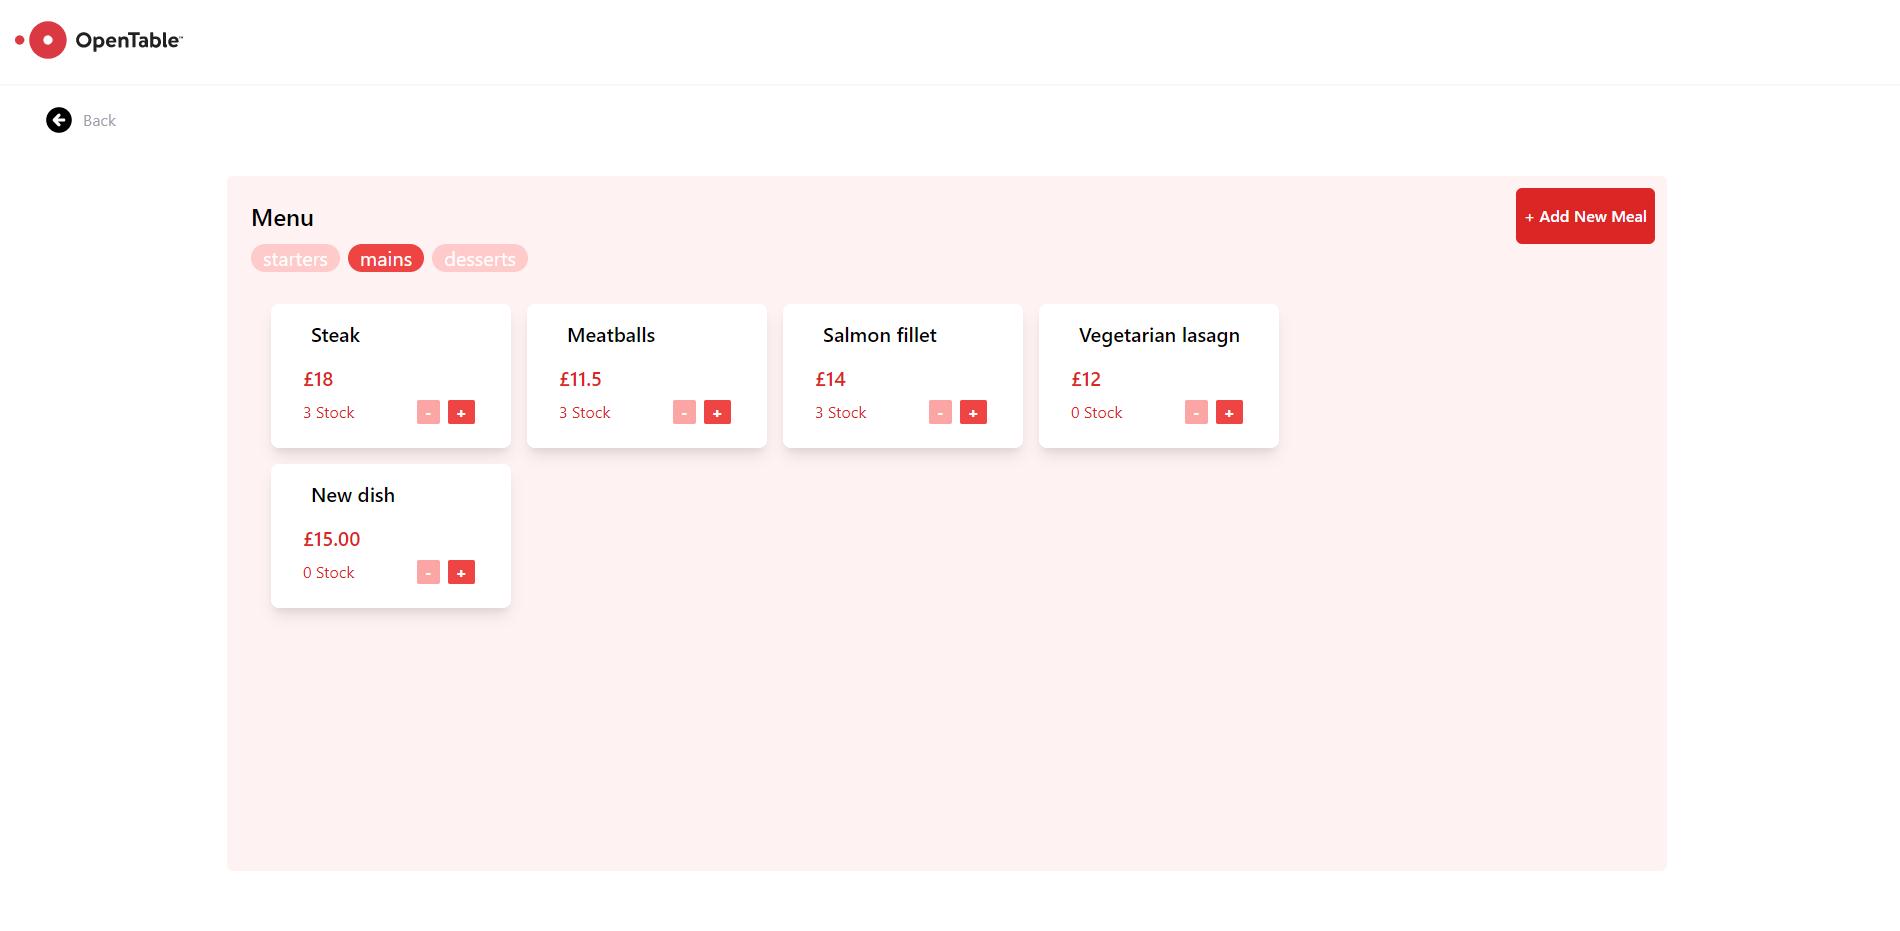 OpenTable™
Back
Menu
+ Add New Meal
starters mains desserts
Steak
£18
3 Stock - +
Meatballs
£11.5
3 Stock - +
Salmon fillet
£14
3 Stock - +
Vegetarian lasagn
£12
0 Stock - +
New dish
£15.00
0 Stock - +